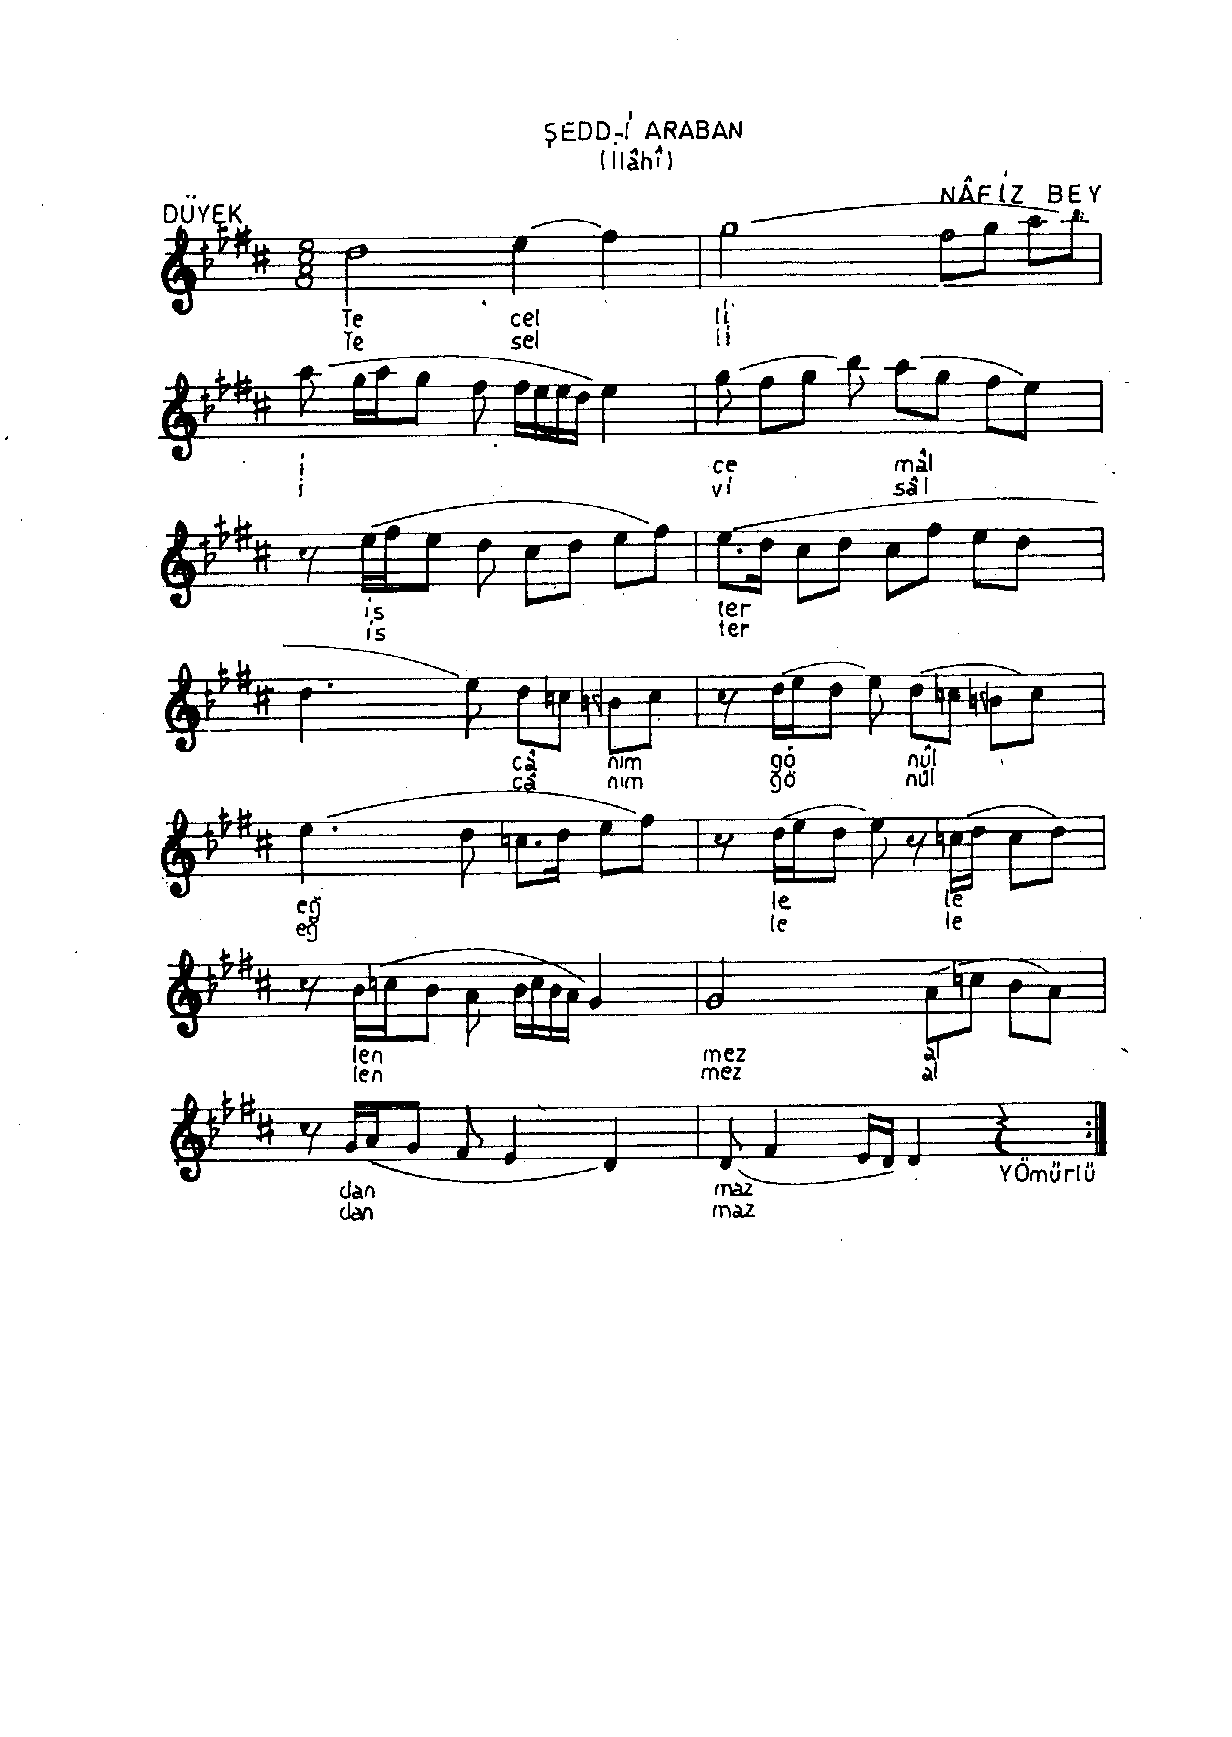 ŞEDD-İ ARABAN
(İlâhî)
NÂFİZ BEY
DÜYEK
Te cel li
Te sel li
i ce mâl
i vi sâl
is ter
is ter
câ nım gö nül
câ nım gö nül
eğ le le
eğ le le
len mez al
len mez al
dan maz
dan maz
YÖmürlü